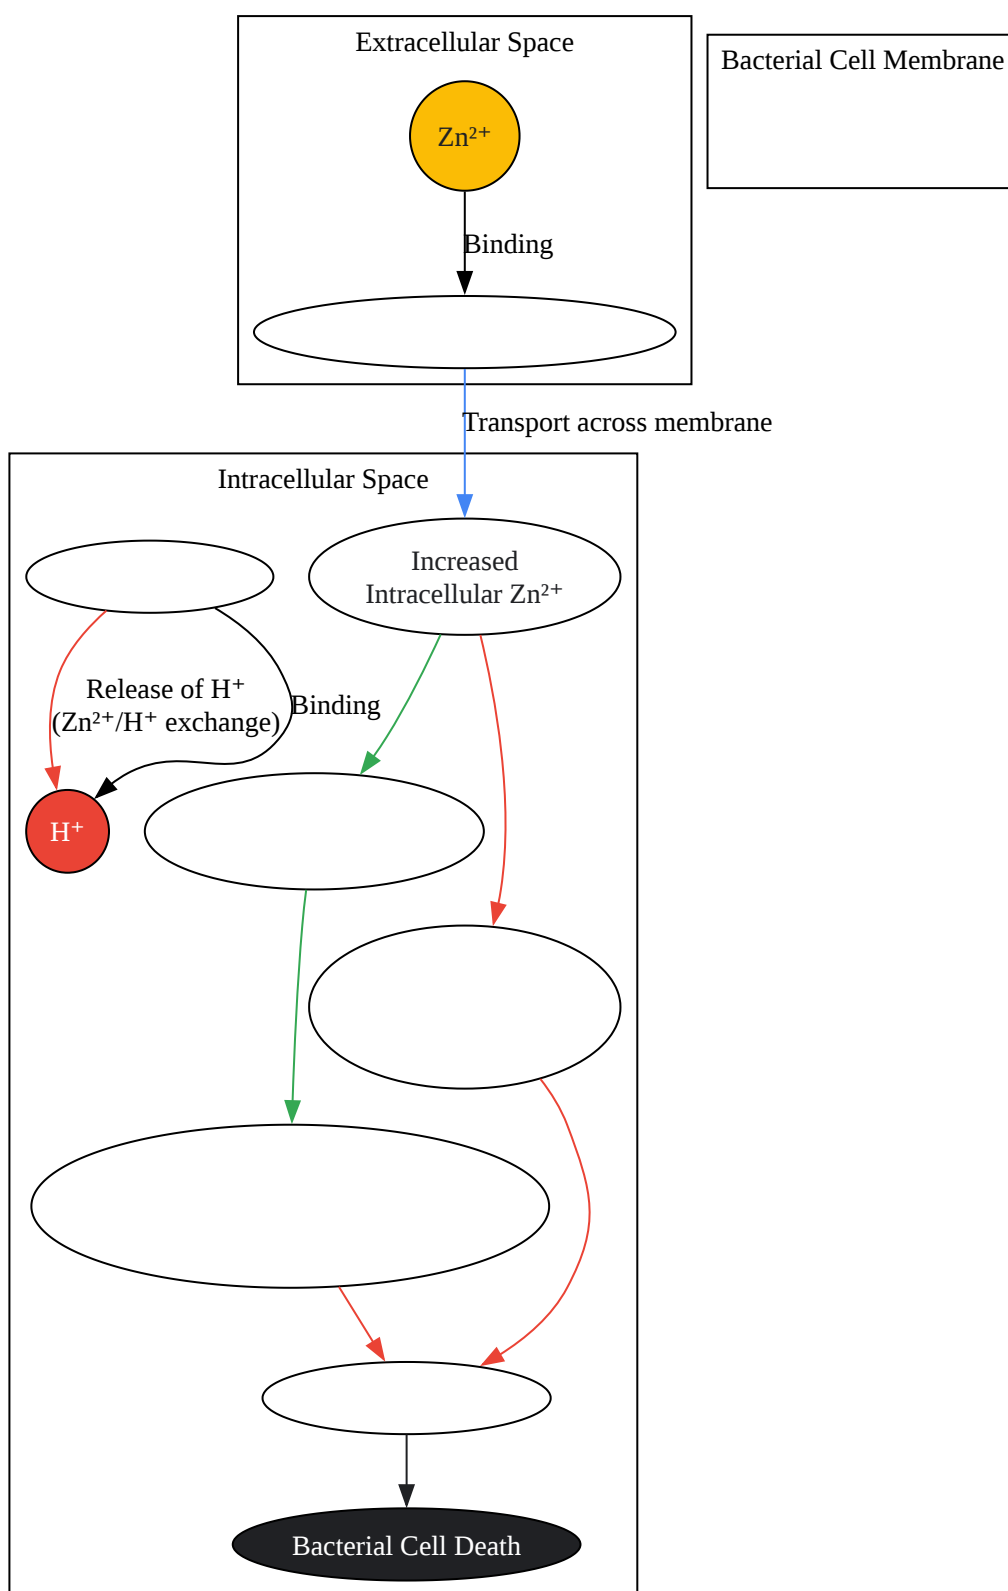 Extracellular Space
Bacterial Cell Membrane
Zn²⁺
Binding
Transport across membrane
Intracellular Space
Increased
Intracellular Zn²⁺
Release of H⁺
(Zn²⁺/H⁺ exchange)
Binding
H⁺
Bacterial Cell Death